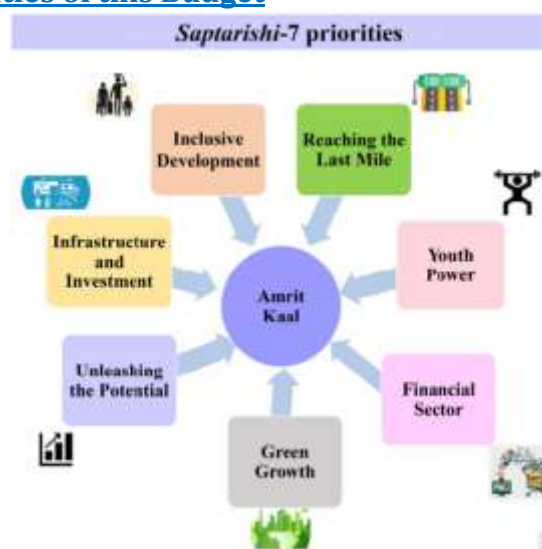 Saptarishi-7 priorities
Inclusive
Development
Reaching the
Last Mile
Infrastructure
and
Investment
Youth
Power
Amrit
Kaal
Unleashing
the Potential
Financial
Sector
Green
Growth